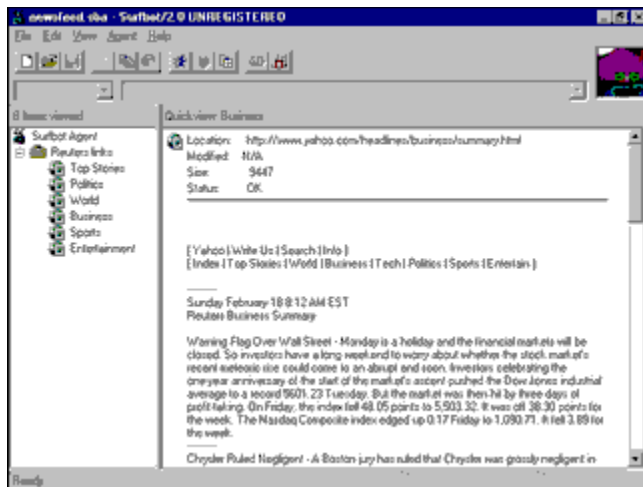 newsfeed.sba - Surfbot/2.0 UNREGISTERED
File Edit View Agent Help
Quickview: Business
Surfbot Agent
Reuters links
Top Stories
Politics
World
Business
Sports
Entertainment
Location: http://www.yahoo.com/headlines/business/summary.html
Modified: N/A
Size: 9447
Status: OK
[ Yahoo | Write Us | Search | Info ]
[ Index | Top Stories | World | Business | Tech | Politics | Sports | Entertain ]
Sunday February 18 8:12 AM EST
Reuters Business Summary
Warning Flag Over Wall Street - Monday is a holiday and the financial markets will be
closed. So investors have a long weekend to worry about whether the stock market's
recent meteoric rise could come to an abrupt end soon. Investors celebrating the
one-year anniversary of the start of the market's ascent pushed the Dow Jones industrial
average to a record 5601.23 Tuesday. But the market was then hit by three days of
profit-taking. On Friday, the index fell 48.05 points to 5,503.32. It was off 38.30 points for
the week. The Nasdaq Composite index edged up 0.17 Friday to 1,090.71. It fell 3.89 for
the week.
Chrysler Ruled Negligent - A Boston jury has ruled that Chrysler was grossly negligent in
Ready